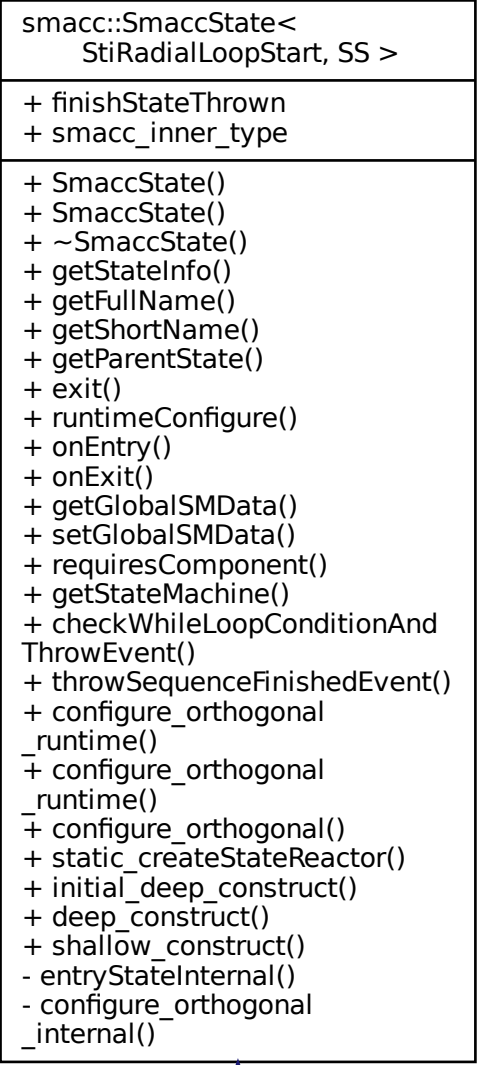 smacc::SmaccState<
StiRadialLoopStart, SS >
+ finishStateThrown
+ smacc_inner_type
+ SmaccState()
+ SmaccState()
+ ~SmaccState()
+ getStateInfo()
+ getFullName()
+ getShortName()
+ getParentState()
+ exit()
+ runtimeConfigure()
+ onEntry()
+ onExit()
+ getGlobalSMData()
+ setGlobalSMData()
+ requiresComponent()
+ getStateMachine()
+ checkWhileLoopConditionAnd
ThrowEvent()
+ throwSequenceFinishedEvent()
+ configure_orthogonal
_runtime()
+ configure_orthogonal
_runtime()
+ configure_orthogonal()
+ static_createStateReactor()
+ initial_deep_construct()
+ deep_construct()
+ shallow_construct()
- entryStateInternal()
- configure_orthogonal
_internal()